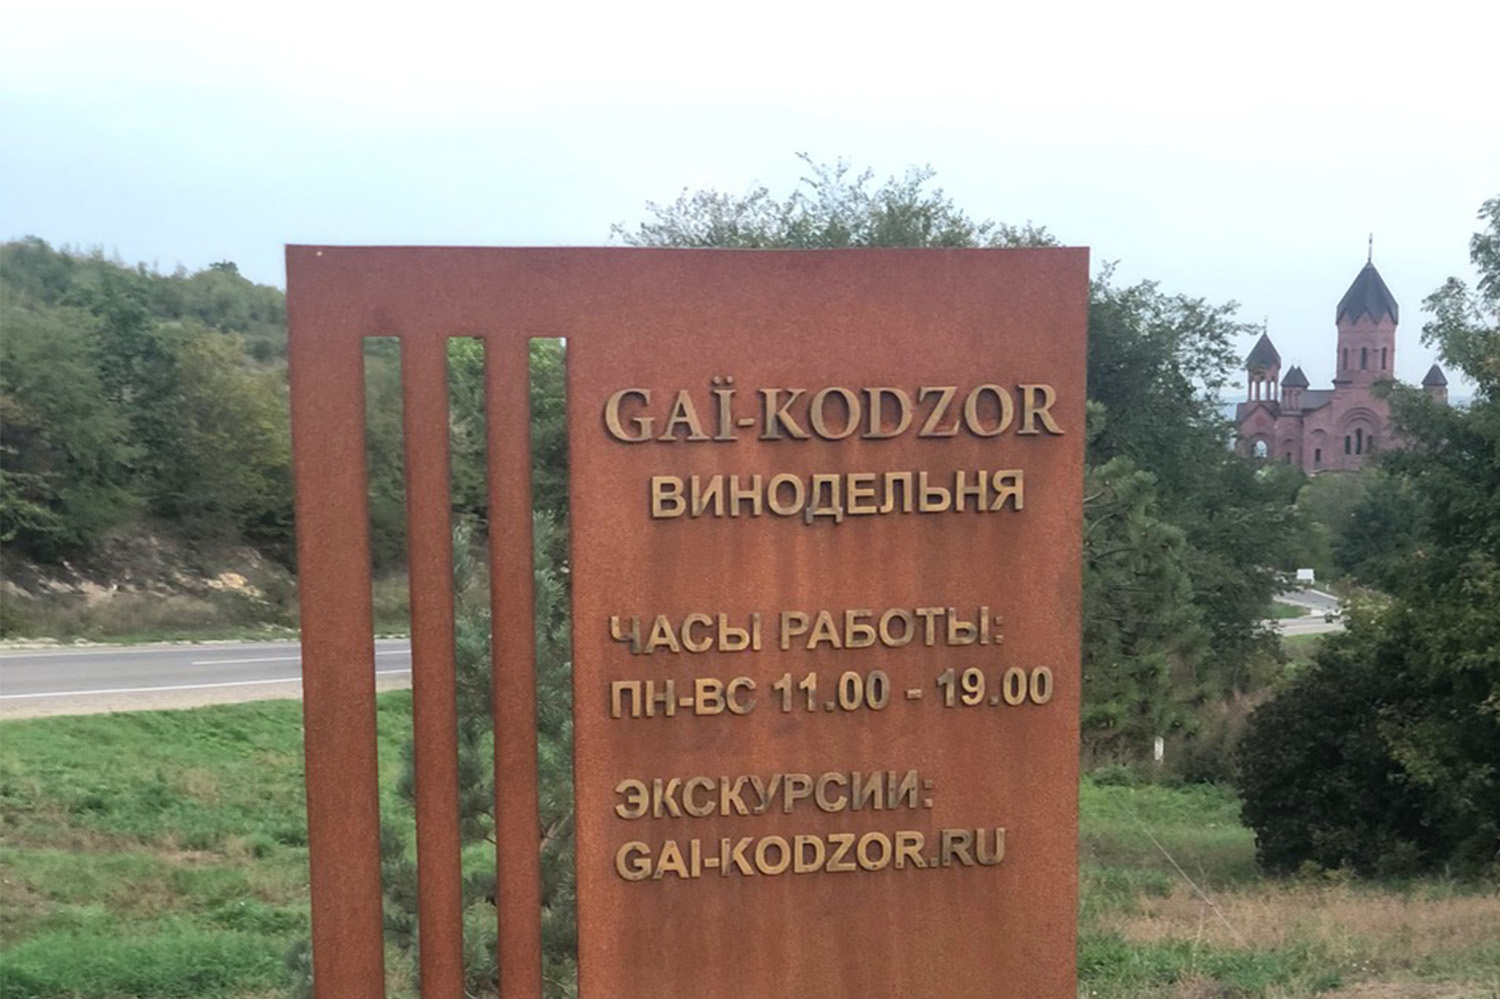 GAÏ-KODZOR
ВИНОДЕЛЬНЯ
ЧАСЫ РАБОТЫ:
ПН-ВС 11.00 - 19.00
ЭКСКУРСИИ:
GAI-KODZOR.RU